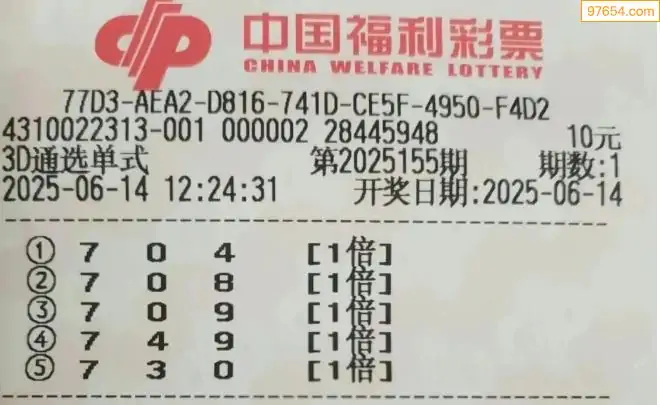 97654.com
中国福利彩票
CHINA WELFARE LOTTERY
77D3-AEA2-D816-741D-CE5F-4950-F4D2
4310022313-001 000002 28445948 10元
3D通选单式 第2025155期 期数:1
2025-06-14 12:24:31 开奖日期:2025-06-14
① 7 0 4 [1倍]
② 7 0 8 [1倍]
③ 7 0 9 [1倍]
④ 7 4 9 [1倍]
⑤ 7 3 0 [1倍]